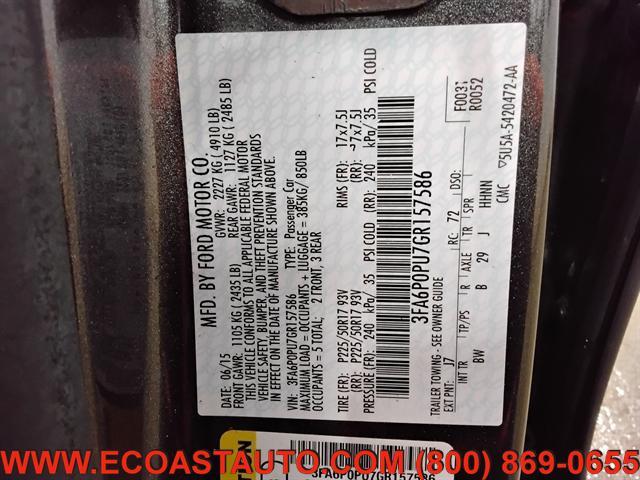 MFD. BY FORD MOTOR CO.
DATE: 06/15 GVWR: 2227 KG ( 4910 LB)
FRONT GAWR: 1105 KG ( 2435 LB) REAR GAWR: 1127 KG ( 2485 LB)
THIS VEHICLE CONFORMS TO ALL APPLICABLE FEDERAL MOTOR
VEHICLE SAFETY, BUMPER, AND THEFT PREVENTION STANDARDS
IN EFFECT ON THE DATE OF MANUFACTURE SHOWN ABOVE.
VIN: 3FA6P0PU7GR157586 TYPE: Passenger Car
MAXIMUM LOAD = OCCUPANTS + LUGGAGE = 385KG/ 850LB
OCCUPANTS = 5 TOTAL: 2 FRONT, 3 REAR
TIRE (FR): P225/50R17 93V RIMS (FR): 17x7.5J
(RR): P225/50R17 93V (RR): 17x7.5J
PRESS (FR): 240 kPa/ 35 PSI COLD (RR): 240 kPa/ 35 PSI COLD
3FA6P0PU7GR157586
TRAILER TOWING - SEE OWNER GUIDE
F0031
R0052
EXT PNT: J7 RC: 72 DSO:
INT TR TP/PS R AXLE TR SPR
BW B 29 J HHNN
CMC 5U5A-5420472-AA
3FA6P0PU7GR157586
WWW.ECOASTAUTO.COM (800) 869-0655